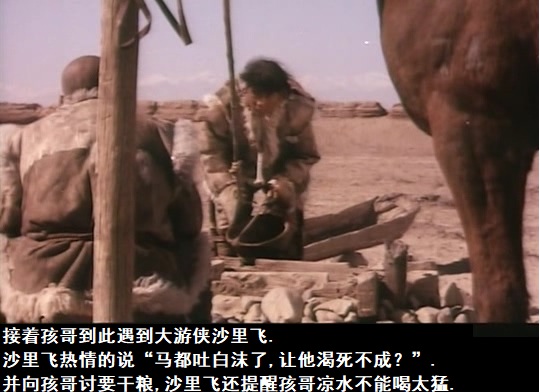 接着孩哥到此遇到大游侠沙里飞.
沙里飞热情的说“马都吐白沫了,让他渴死不成？”.
并向孩哥讨要干粮,沙里飞还提醒孩哥凉水不能喝太猛.